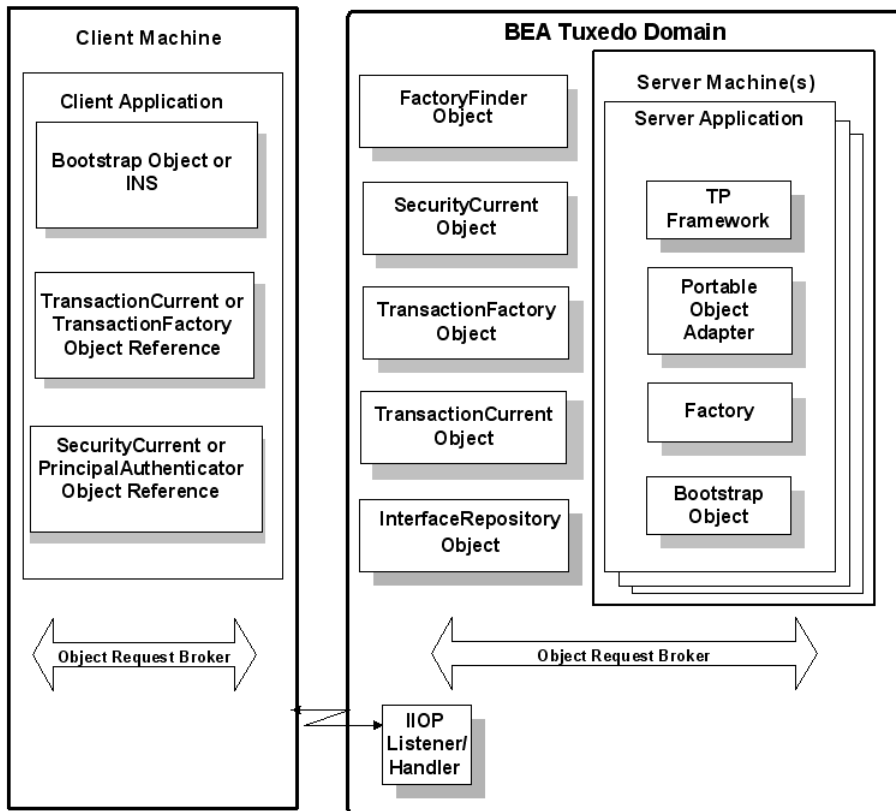 Client Machine
Client Application
Bootstrap Object or
INS
TransactionCurrent or
TransactionFactory
Object Reference
SecurityCurrent or
PrincipalAuthenticator
Object Reference
Object Request Broker
BEA Tuxedo Domain
FactoryFinder
Object
SecurityCurrent
Object
TransactionFactory
Object
TransactionCurrent
Object
InterfaceRepository
Object
Server Machine(s)
Server Application
TP
Framework
Portable
Object
Adapter
Factory
Bootstrap
Object
Object Request Broker
IIOP
Listener/
Handler